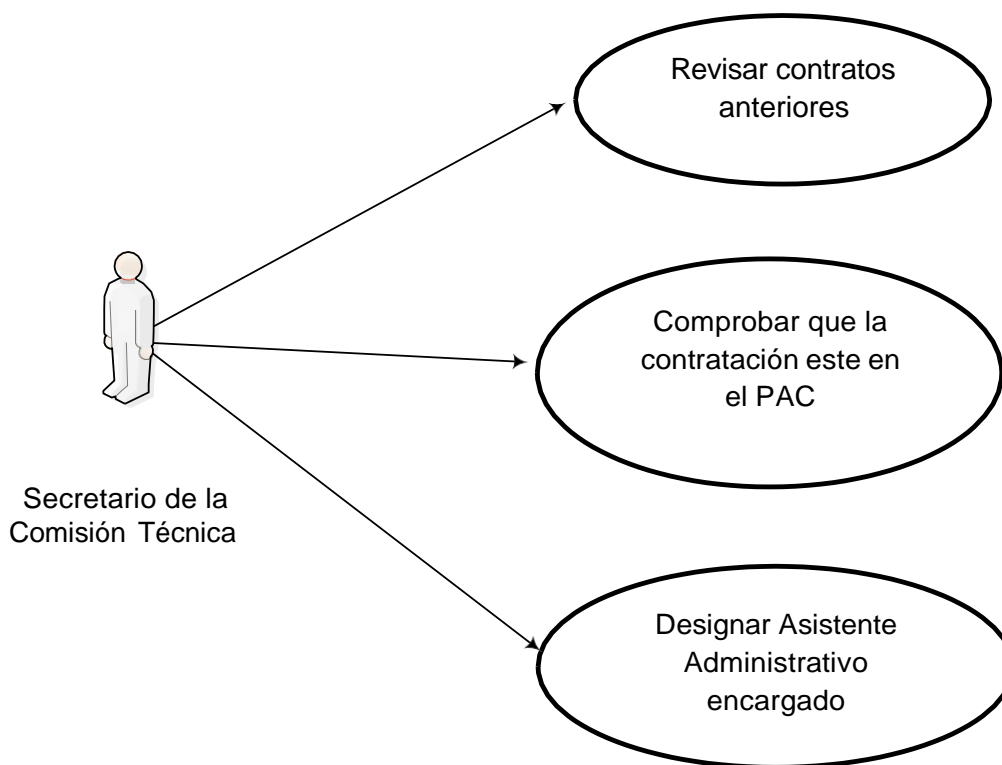 Revisar contratos
anteriores
Comprobar que la
contratación este en
el PAC
Secretario de la
Comisión Técnica
Designar Asistente
Administrativo
encargado